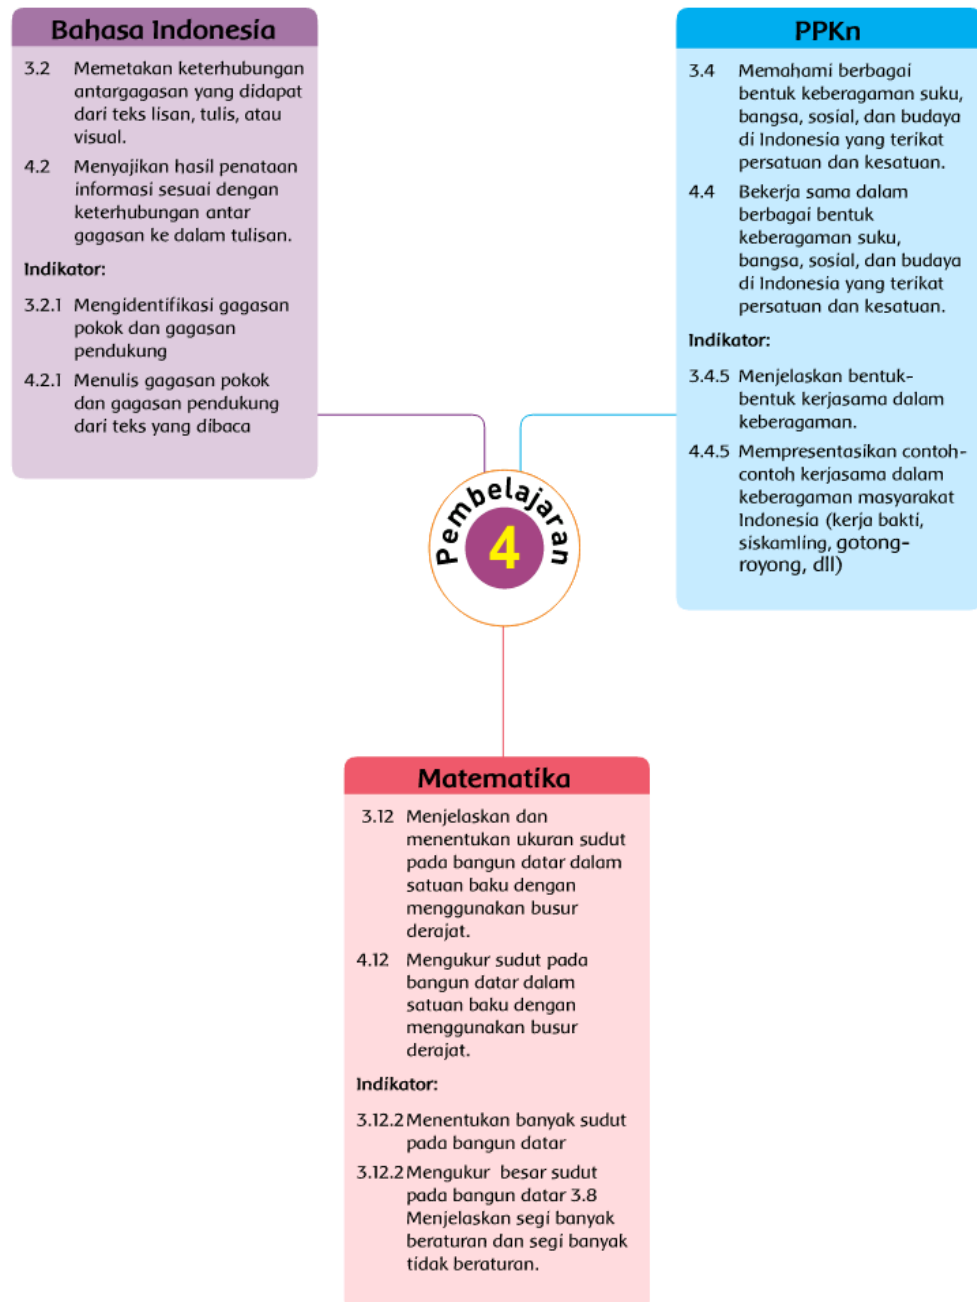 Bahasa Indonesia
3.2 Memetakan keterhubungan
antargagasan yang didapat
dari teks lisan, tulis, atau
visual.
4.2 Menyajikan hasil penataan
informasi sesuai dengan
keterhubungan antar
gagasan ke dalam tulisan.
Indikator:
3.2.1 Mengidentifikasi gagasan
pokok dan gagasan
pendukung
4.2.1 Menulis gagasan pokok
dan gagasan pendukung
dari teks yang dibaca
PPKn
3.4 Memahami berbagai
bentuk keberagaman suku,
bangsa, sosial, dan budaya
di Indonesia yang terikat
persatuan dan kesatuan.
4.4 Bekerja sama dalam
berbagai bentuk
keberagaman suku,
bangsa, sosial, dan budaya
di Indonesia yang terikat
persatuan dan kesatuan.
Indikator:
3.4.5 Menjelaskan bentuk-
bentuk kerjasama dalam
keberagaman.
4.4.5 Mempresentasikan contoh-
contoh kerjasama dalam
keberagaman masyarakat
Indonesia (kerja bakti,
siskamling, gotong-
royong, dll)
Pembelajaran
4
Matematika
3.12 Menjelaskan dan
menentukan ukuran sudut
pada bangun datar dalam
satuan baku dengan
menggunakan busur
derajat.
4.12 Mengukur sudut pada
bangun datar dalam
satuan baku dengan
menggunakan busur
derajat.
Indikator:
3.12.2 Menentukan banyak sudut
pada bangun datar
3.12.2 Mengukur besar sudut
pada bangun datar 3.8
Menjelaskan segi banyak
beraturan dan segi banyak
tidak beraturan.